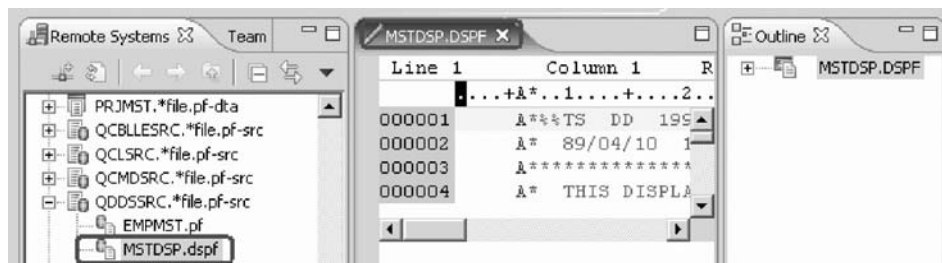 Remote Systems Team
PRJMST.*file.pf-dta
QCBLLESRC.*file.pf-src
QCLSRC.*file.pf-src
QCMDSRC.*file.pf-src
QDDSSRC.*file.pf-src
EMPMST.pf
MSTDSP.dspf
MSTDSP.DSPF
Line 1 Column 1 R
....+A*..1....+....2..
000001 A*%%TS DD 199
000002 A* 89/04/10 1
000003 A**************
000004 A* THIS DISPLA
Outline
MSTDSP.DSPF